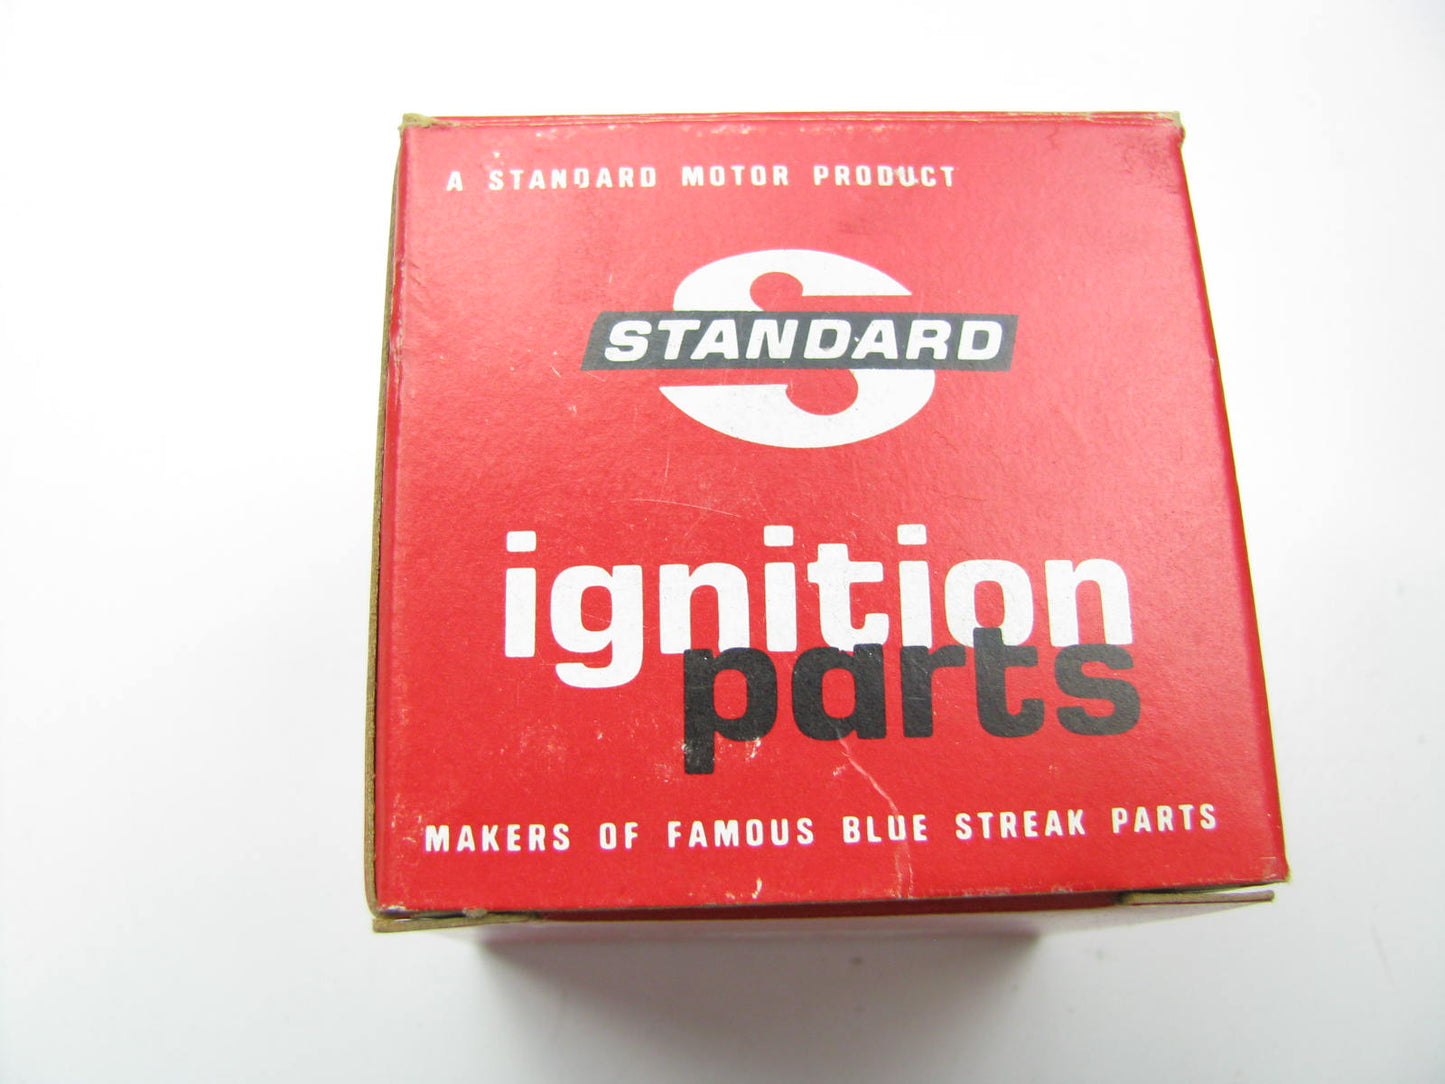 A STANDARD MOTOR PRODUCT
STANDARD
ignition
parts
MAKERS OF FAMOUS BLUE STREAK PARTS